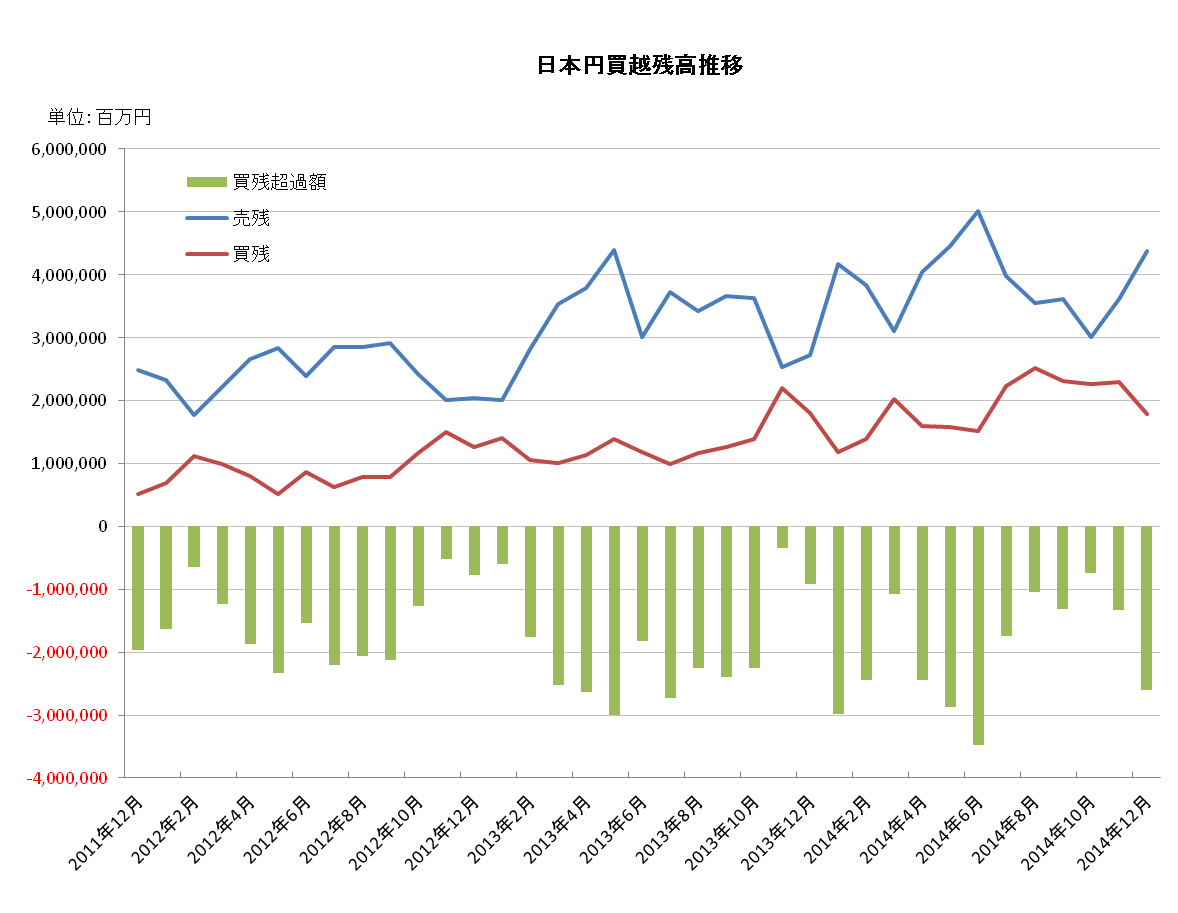 日本円買越残高推移
単位：百万円
6,000,000
5,000,000
4,000,000
3,000,000
2,000,000
1,000,000
0
-1,000,000
-2,000,000
-3,000,000
-4,000,000
買残超過額
売残
買残
2011年12月
2012年2月
2012年4月
2012年6月
2012年8月
2012年10月
2012年12月
2013年2月
2013年4月
2013年6月
2013年8月
2013年10月
2013年12月
2014年2月
2014年4月
2014年6月
2014年8月
2014年10月
2014年12月